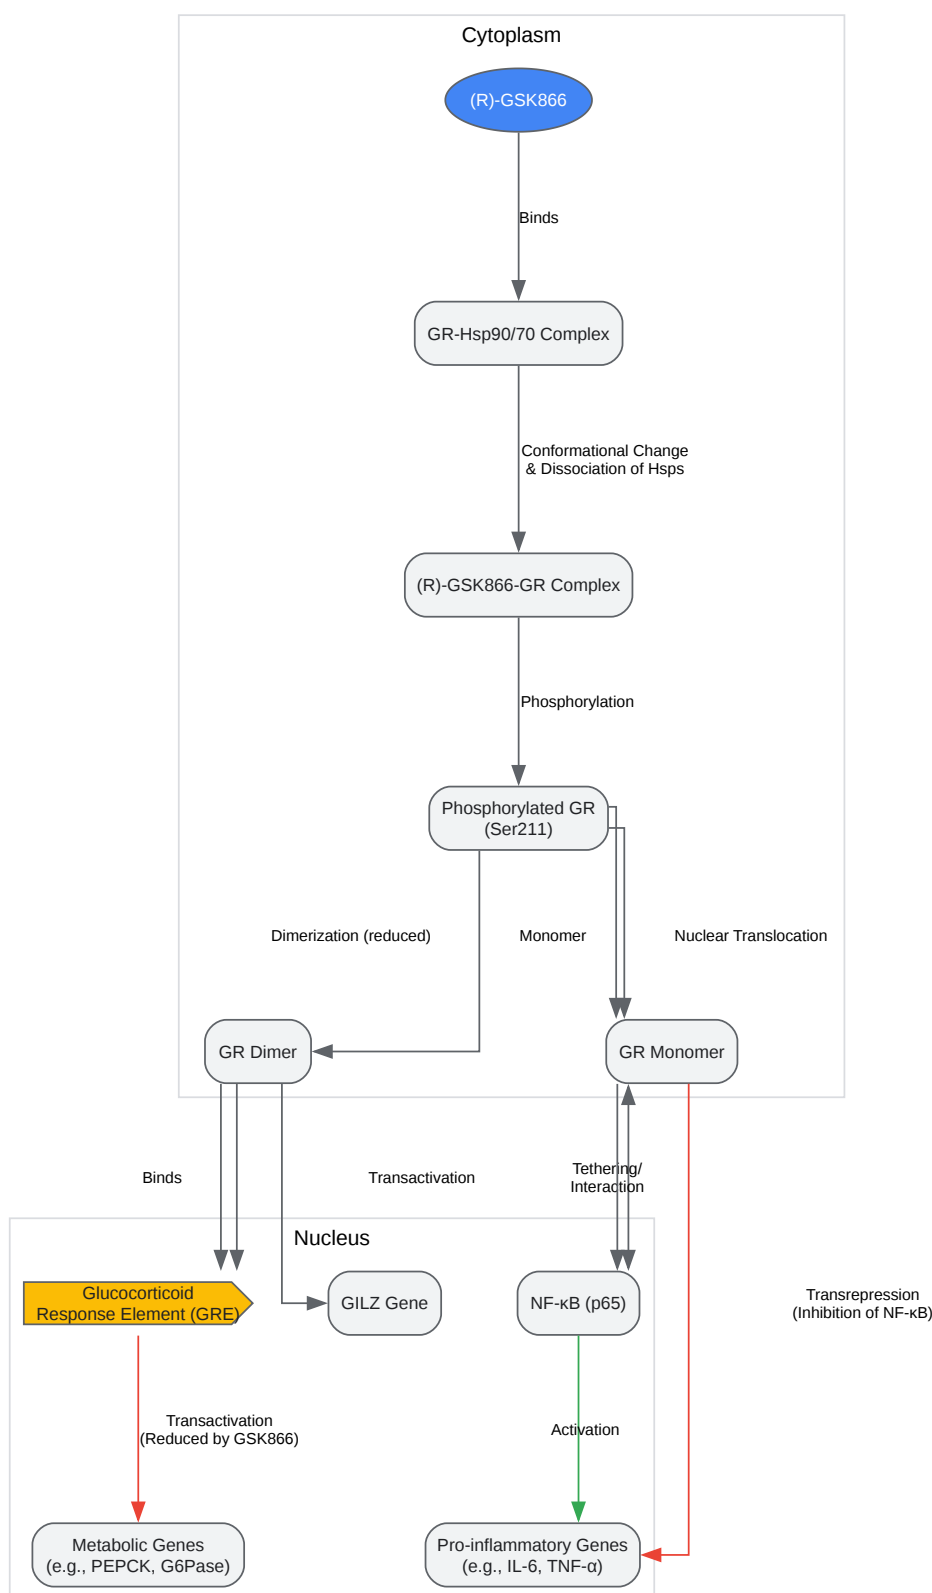 Cytoplasm
(R)-GSK866
Binds
GR-Hsp90/70 Complex
Conformational Change
& Dissociation of Hsps
(R)-GSK866-GR Complex
Phosphorylation
Phosphorylated GR
(Ser211)
Dimerization (reduced)
Monomer
Nuclear Translocation
GR Dimer
GR Monomer
Binds
Transactivation
Tethering/
Interaction
Nucleus
Glucocorticoid
Response Element (GRE)
GILZ Gene
NF-κB (p65)
Transrepression
(Inhibition of NF-κB)
Transactivation
(Reduced by GSK866)
Activation
Metabolic Genes
(e.g., PEPCK, G6Pase)
Pro-inflammatory Genes
(e.g., IL-6, TNF-α)